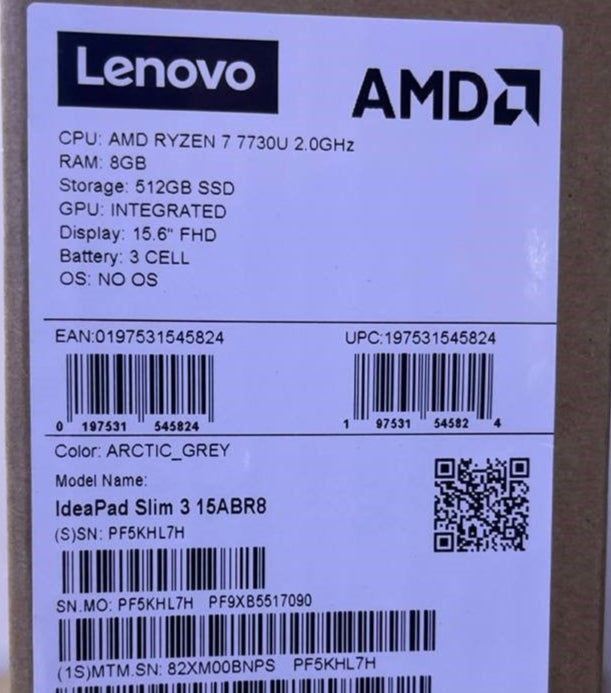 Lenovo
AMD
CPU: AMD RYZEN 7 7730U 2.0GHz
RAM: 8GB
Storage: 512GB SSD
GPU: INTEGRATED
Display: 15.6" FHD
Battery: 3 CELL
OS: NO OS
EAN:0197531545824 UPC:197531545824
0 197531 545824 1 97531 54582 4
Color: ARCTIC_GREY
Model Name:
IdeaPad Slim 3 15ABR8
(S)SN: PF5KHL7H
SN.MO: PF5KHL7H PF9XB5517090
(1S)MTM.SN: 82XM00BNPS PF5KHL7H